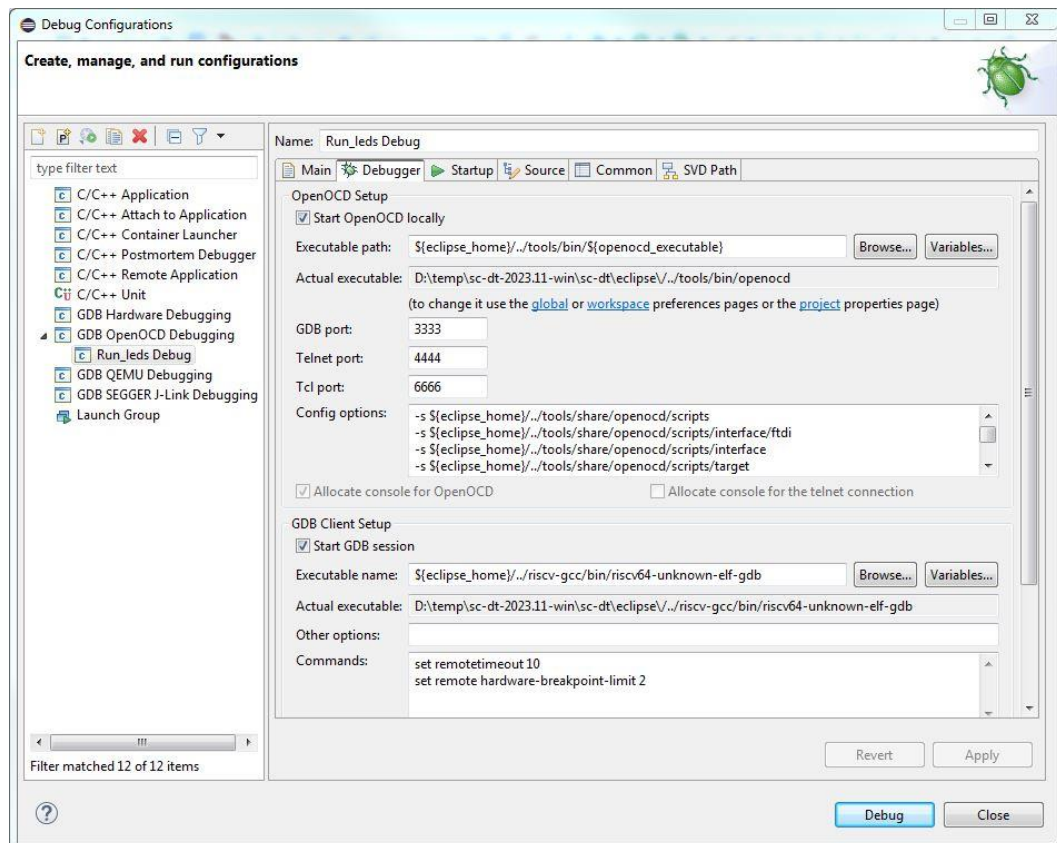 Debug Configurations
Create, manage, and run configurations
type filter text
C/C++ Application
C/C++ Attach to Application
C/C++ Container Launcher
C/C++ Postmortem Debugger
C/C++ Remote Application
C/C++ Unit
GDB Hardware Debugging
GDB OpenOCD Debugging
Run_leds Debug
GDB QEMU Debugging
GDB SEGGER J-Link Debugging
Launch Group
Filter matched 12 of 12 items
Name: Run_leds Debug
Main Debugger Startup Source Common SVD Path
OpenOCD Setup
Start OpenOCD locally
Executable path: ${eclipse_home}/../tools/bin/${openocd_executable} Browse... Variables...
Actual executable: D:\temp\sc-dt-2023.11-win\sc-dt\eclipse\/../tools/bin/openocd
(to change it use the global or workspace preferences pages or the project properties page)
GDB port: 3333
Telnet port: 4444
Tcl port: 6666
Config options: -s ${eclipse_home}/../tools/share/openocd/scripts
-s ${eclipse_home}/../tools/share/openocd/scripts/interface/ftdi
-s ${eclipse_home}/../tools/share/openocd/scripts/interface
-s ${eclipse_home}/../tools/share/openocd/scripts/target
Allocate console for OpenOCD Allocate console for the telnet connection
GDB Client Setup
Start GDB session
Executable name: ${eclipse_home}/../riscv-gcc/bin/riscv64-unknown-elf-gdb Browse... Variables...
Actual executable: D:\temp\sc-dt-2023.11-win\sc-dt\eclipse\/../riscv-gcc/bin/riscv64-unknown-elf-gdb
Other options:
Commands: set remotetimeout 10
set remote hardware-breakpoint-limit 2
Revert Apply
Debug Close